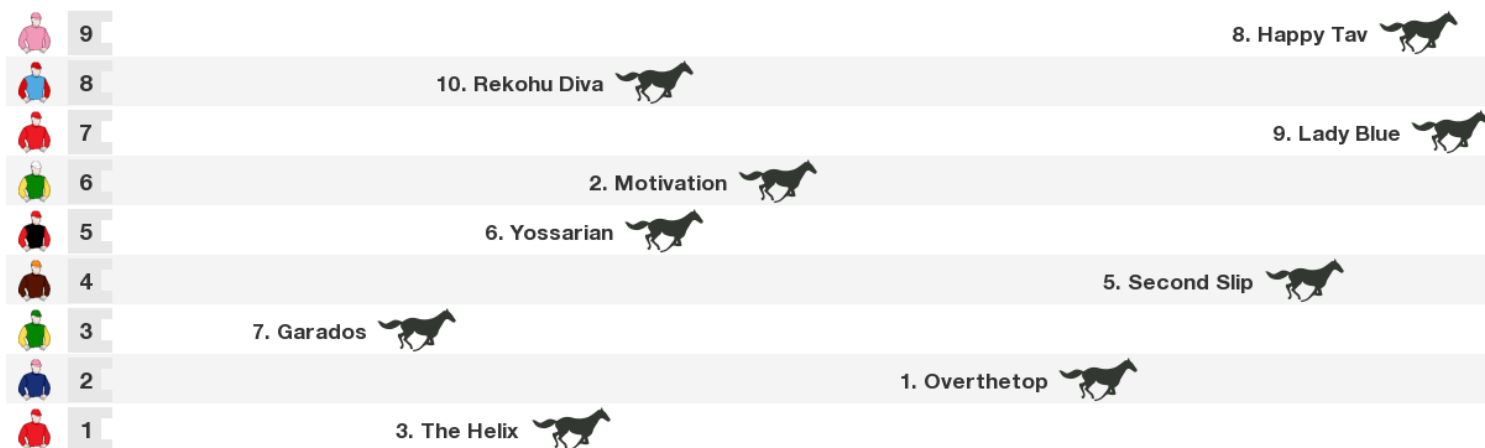 9 8. Happy Tav
8 10. Rekohu Diva
7 9. Lady Blue
6 2. Motivation
5 6. Yossarian
4 5. Second Slip
3 7. Garados
2 1. Overthetop
1 3. The Helix